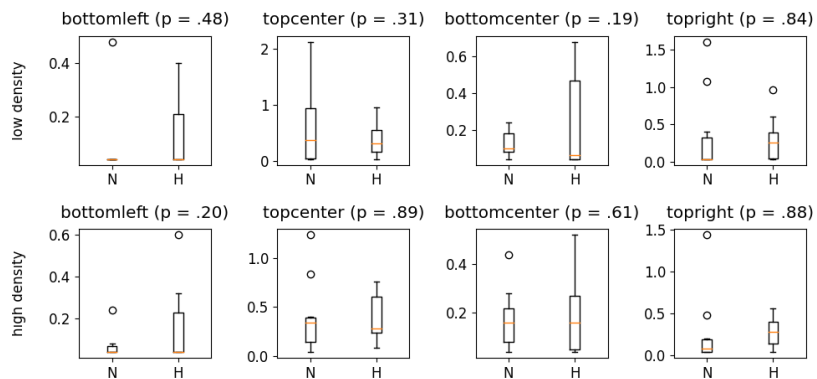 bottomleft (p = .48) topcenter (p = .31) bottomcenter (p = .19) topright (p = .84)
low density
0.4 2 0.6 1.5
1.0
0.2 1 0.4 0.5
0.2
0 0.0
N H N H N H N H
bottomleft (p = .20) topcenter (p = .89) bottomcenter (p = .61) topright (p = .88)
high density
0.6 1.0 0.4 1.5
0.4 1.0
0.2 0.5 0.2 0.5
0.0 0.0
N H N H N H N H